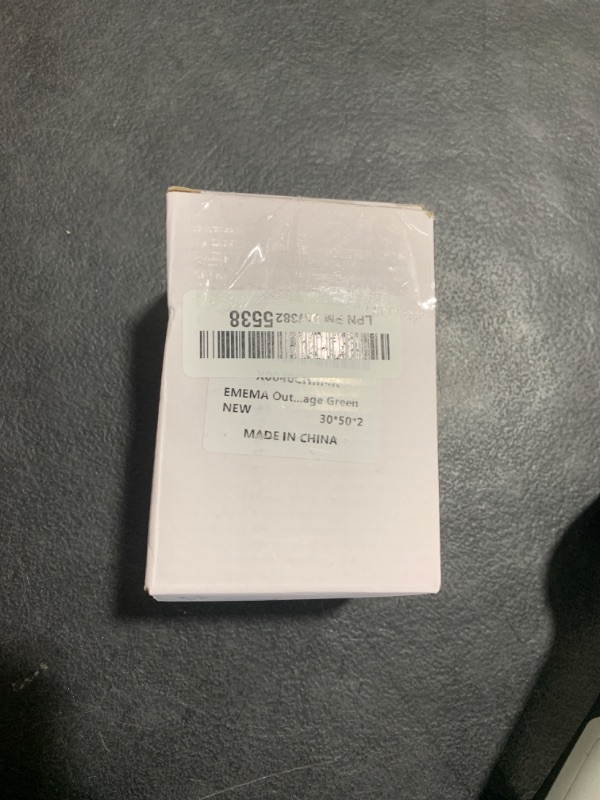 LPN 5538
EMEMA Out...age Green
NEW
30*50*2
MADE IN CHINA